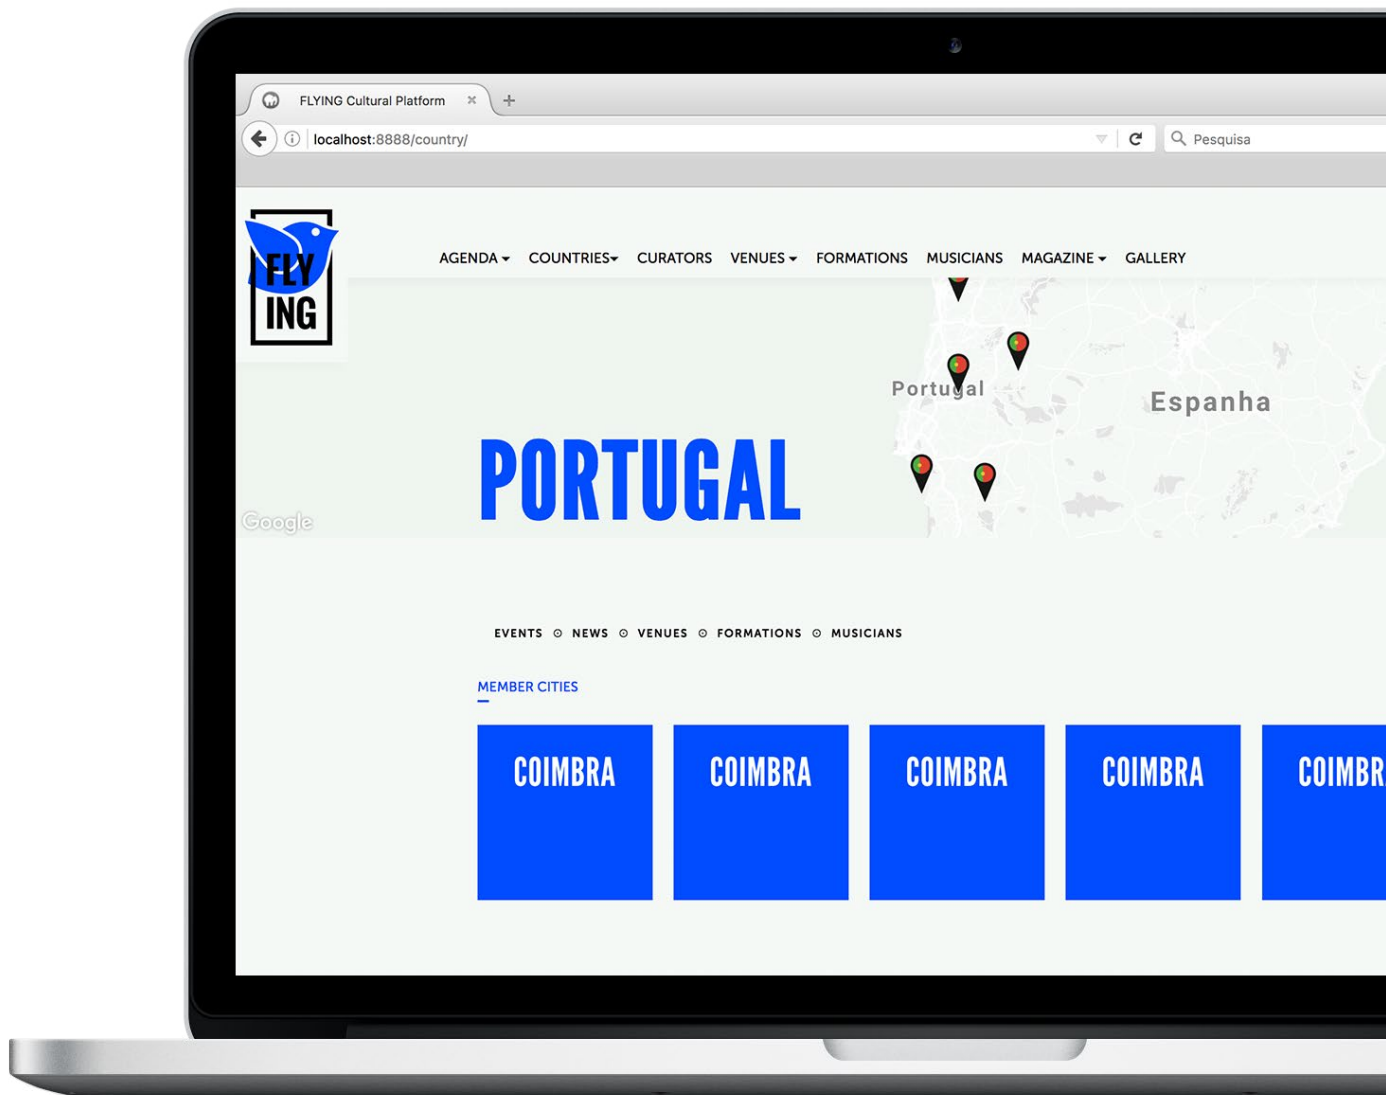 FLYING Cultural Platform
localhost:8888/country/
Pesquisa
FLY
ING
AGENDA COUNTRIES CURATORS VENUES FORMATIONS MUSICIANS MAGAZINE GALLERY
Portugal
Espanha
PORTUGAL
Google
EVENTS NEWS VENUES FORMATIONS MUSICIANS
MEMBER CITIES
COIMBRA COIMBRA COIMBRA COIMBRA COIMBR